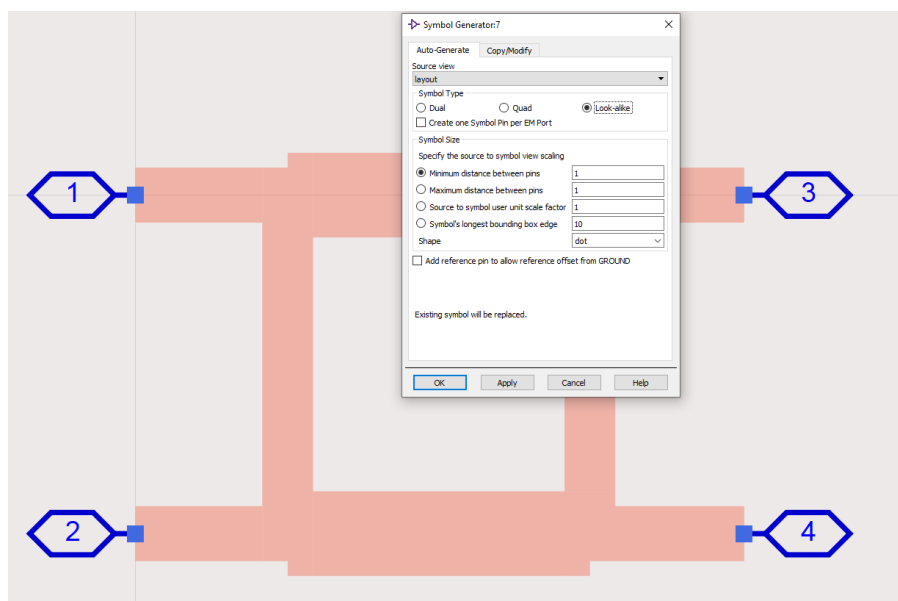 Symbol Generator:7
Auto-Generate Copy/Modify
Source view
layout
Symbol Type
Dual Quad Look-alike
Create one Symbol Pin per EM Port
Symbol Size
Specify the source to symbol view scaling
Minimum distance between pins 1
Maximum distance between pins 1
Source to symbol user unit scale factor 1
Symbol's longest bounding box edge 10
Shape dot
Add reference pin to allow reference offset from GROUND
Existing symbol will be replaced.
OK Apply Cancel Help
1 3
2 4